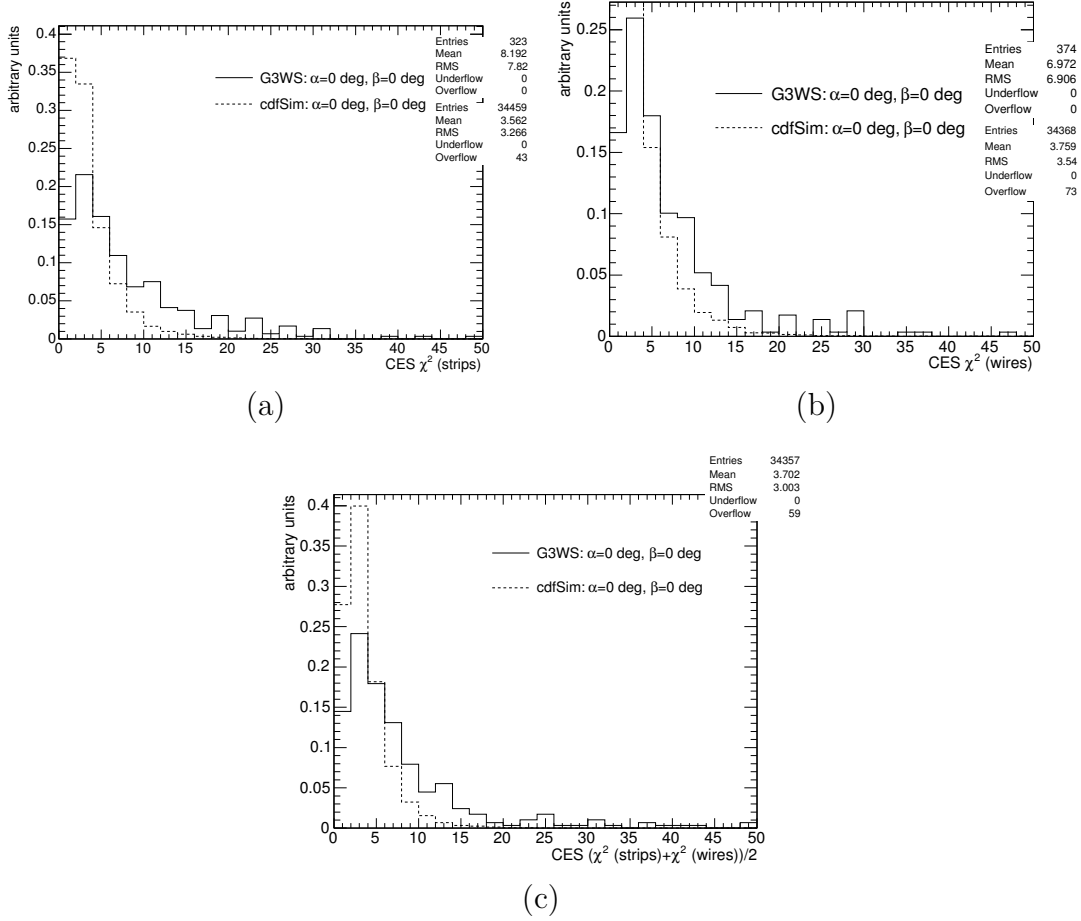 arbitrary units
0.4
0.35
0.3
0.25
0.2
0.15
0.1
0.05
0
0 5 10 15 20 25 30 35 40 45 50
CES χ² (strips)
G3WS: α=0 deg, β=0 deg
cdfSim: α=0 deg, β=0 deg
Entries 323
Mean 8.192
RMS 7.82
Underflow 0
Overflow 0
Entries 34459
Mean 3.562
RMS 3.266
Underflow 0
Overflow 43
(a)
arbitrary units
0.25
0.2
0.15
0.1
0.05
0
0 5 10 15 20 25 30 35 40 45 50
CES χ² (wires)
G3WS: α=0 deg, β=0 deg
cdfSim: α=0 deg, β=0 deg
Entries 374
Mean 6.972
RMS 6.906
Underflow 0
Overflow 0
Entries 34368
Mean 3.759
RMS 3.54
Underflow 0
Overflow 73
(b)
Entries 34357
Mean 3.702
RMS 3.003
Underflow 0
Overflow 59
arbitrary units
0.4
0.35
0.3
0.25
0.2
0.15
0.1
0.05
0
G3WS: α=0 deg, β=0 deg
cdfSim: α=0 deg, β=0 deg
0 5 10 15 20 25 30 35 40 45 50
CES (χ² (strips)+χ² (wires))/2
(c)